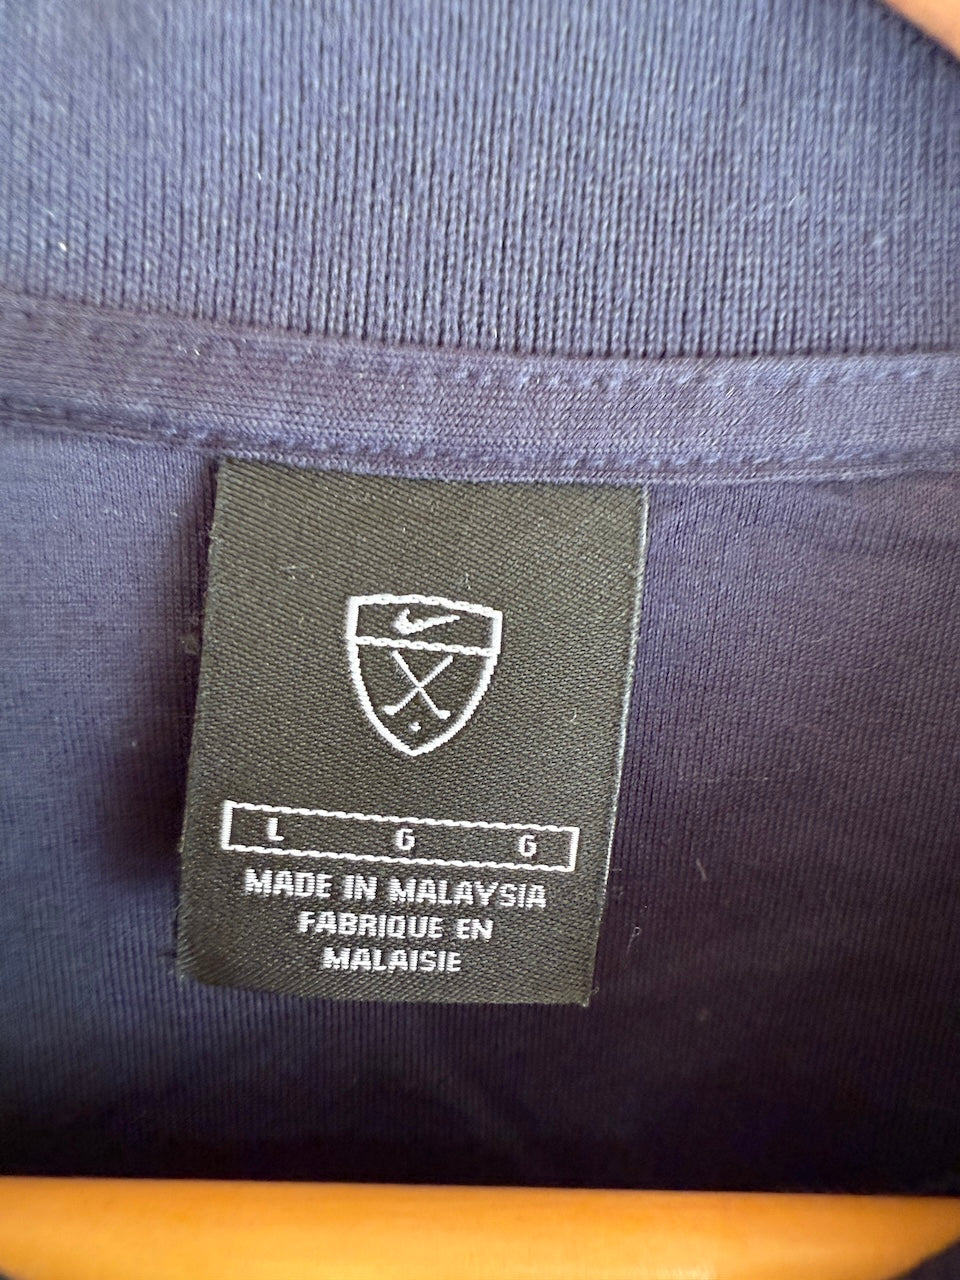 L G G
MADE IN MALAYSIA
FABRIQUE EN
MALAISIE